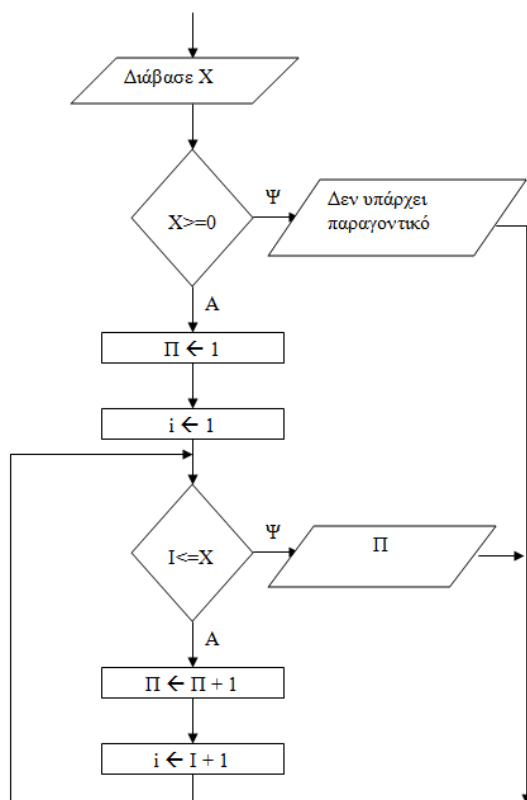 Διάβασε Χ
Χ>=0
Ψ
Δεν υπάρχει
παραγοντικό
Α
Π ← 1
i ← 1
I<=X
Ψ
Π
Α
Π ← Π + 1
i ← I + 1